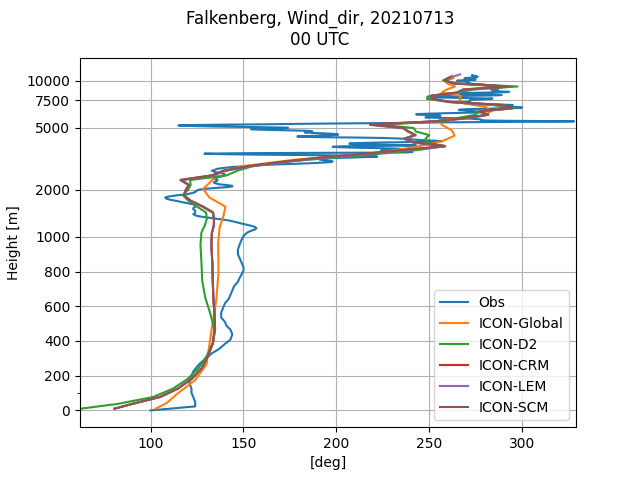 Falkenberg, Wind_dir, 20210713
00 UTC
Height [m]
10000
7500
5000
2000
1000
800
600
400
200
0
100
150
200
250
300
[deg]
Obs
ICON-Global
ICON-D2
ICON-CRM
ICON-LEM
ICON-SCM